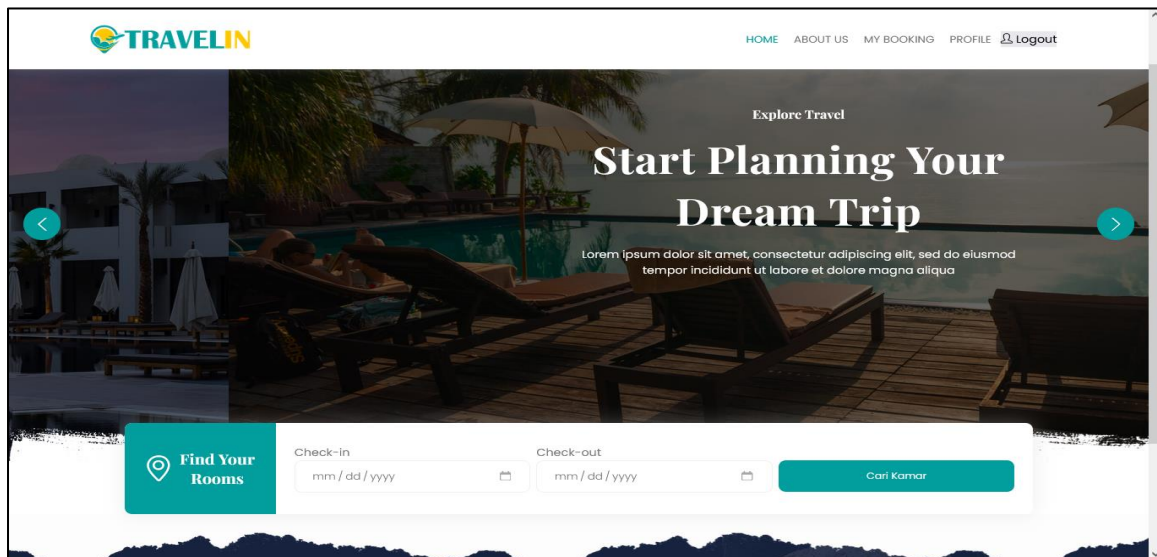 TRAVELIN
HOME ABOUT US MY BOOKING PROFILE Logout
Explore Travel
Start Planning Your
Dream Trip
Lorem ipsum dolor sit amet, consectetur adipiscing elit, sed do eiusmod
tempor incididunt ut labore et dolore magna aliqua
Find Your
Rooms
Check-in
mm / dd / yyyy
Check-out
mm / dd / yyyy
Cari Kamar